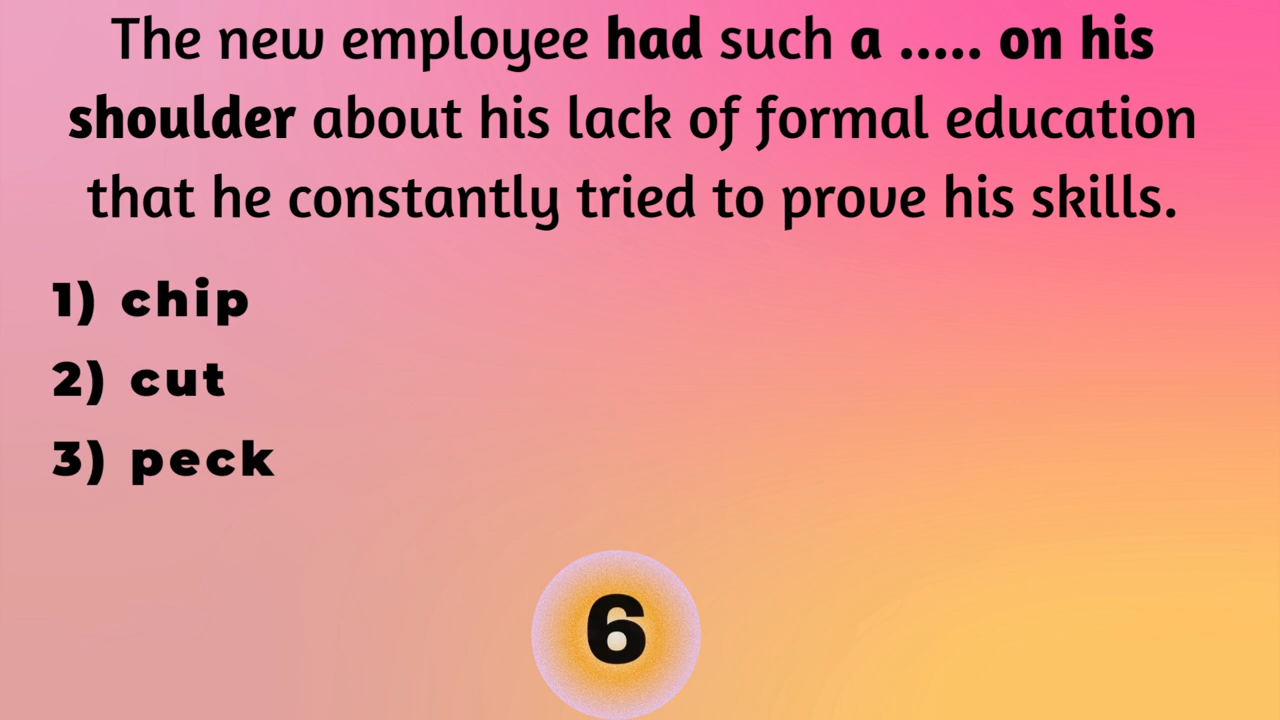 The new employee had such a ..... on his
shoulder about his lack of formal education
that he constantly tried to prove his skills.
1) chip
2) cut
3) peck
6